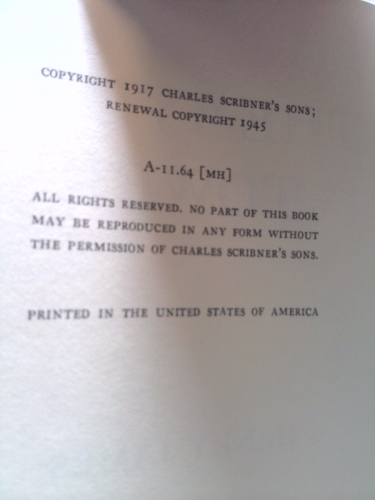 COPYRIGHT 1917 CHARLES SCRIBNER'S SONS;
RENEWAL COPYRIGHT 1945
A-11.64 [MH]
ALL RIGHTS RESERVED. NO PART OF THIS BOOK
MAY BE REPRODUCED IN ANY FORM WITHOUT
THE PERMISSION OF CHARLES SCRIBNER'S SONS.
PRINTED IN THE UNITED STATES OF AMERICA